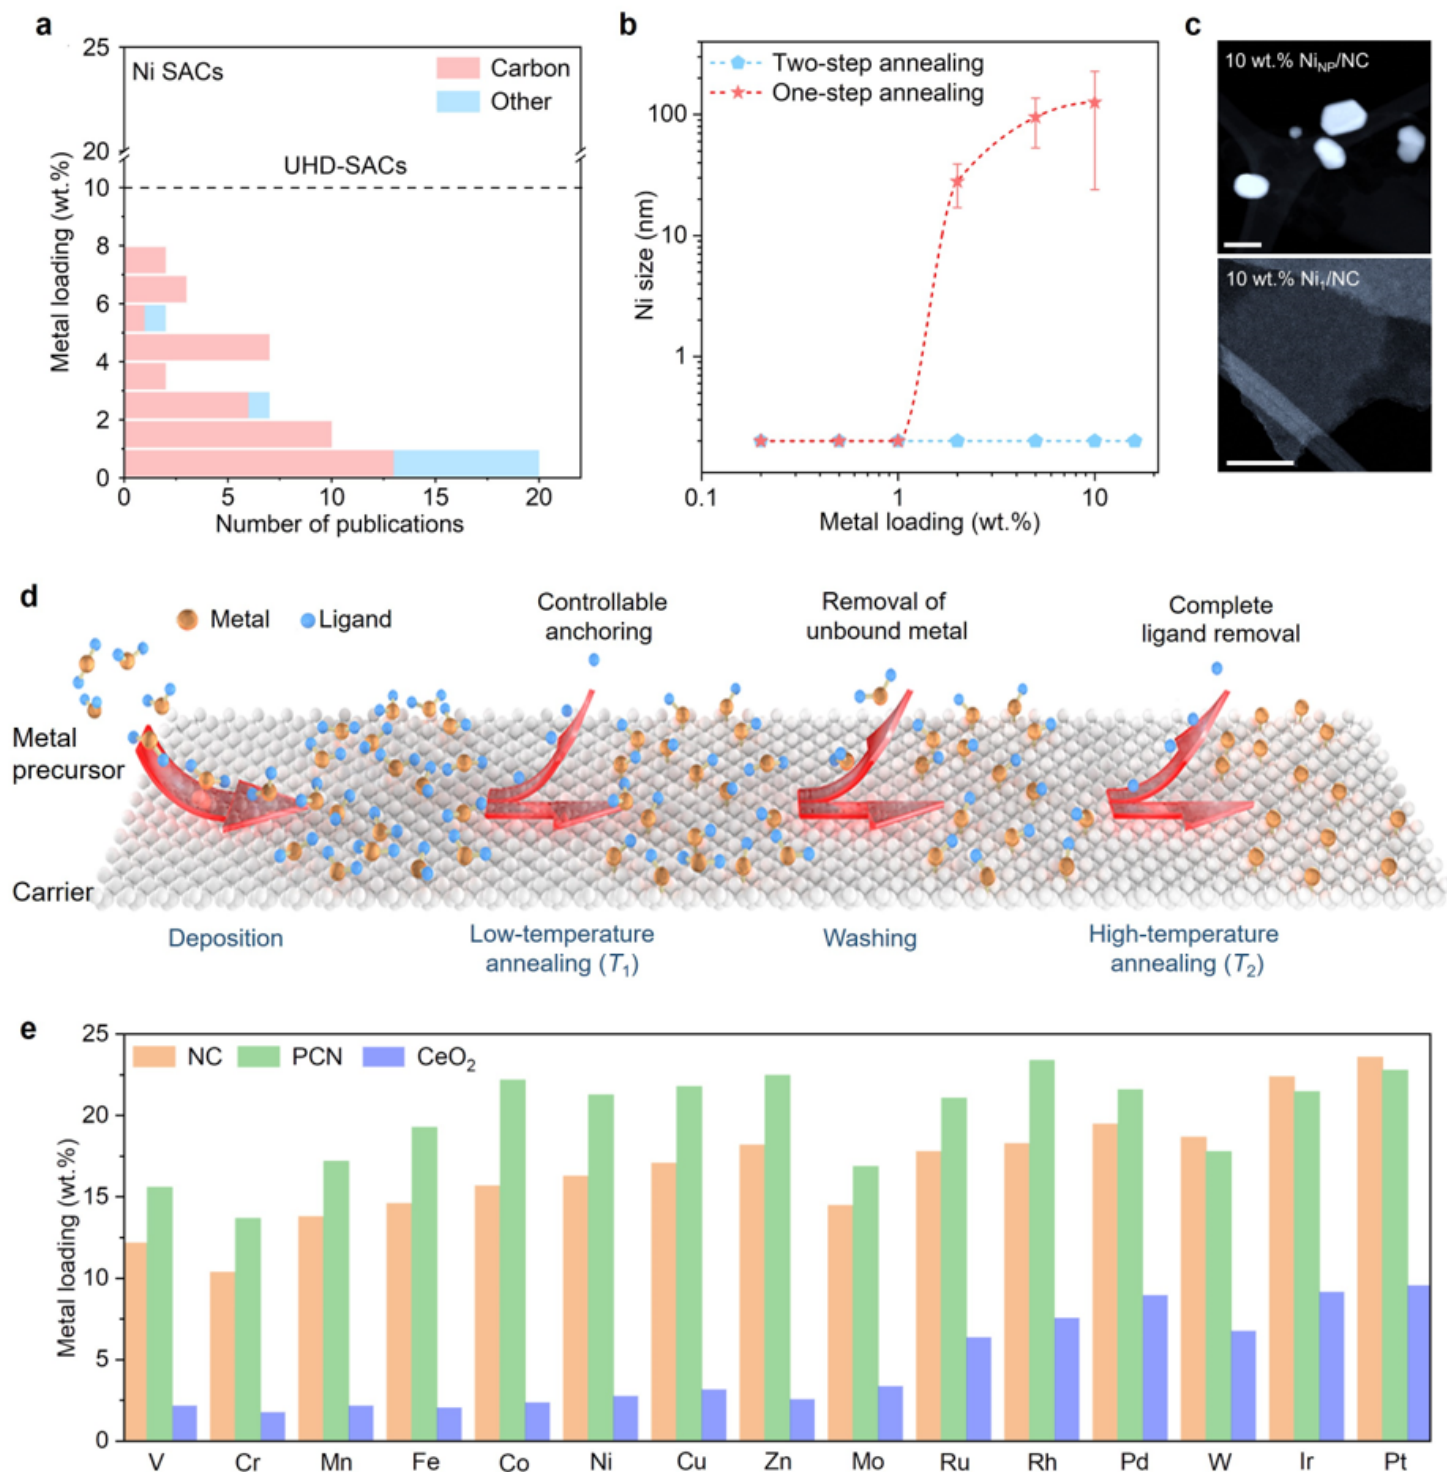 a
Ni SACs
Carbon
Other
UHD-SACs
25
20
10
8
6
4
2
0
Metal loading (wt.%)
0 5 10 15 20
Number of publications
b
Two-step annealing
One-step annealing
100
10
1
Ni size (nm)
0.1 1 10
Metal loading (wt.%)
c
10 wt.% Ni_NP/NC
10 wt.% Ni₁/NC
d
Metal
Ligand
Controllable
anchoring
Removal of
unbound metal
Complete
ligand removal
Metal
precursor
Carrier
Deposition
Low-temperature
annealing (T₁)
Washing
High-temperature
annealing (T₂)
e
NC
PCN
CeO₂
25
20
15
10
5
0
Metal loading (wt.%)
V Cr Mn Fe Co Ni Cu Zn Mo Ru Rh Pd W Ir Pt